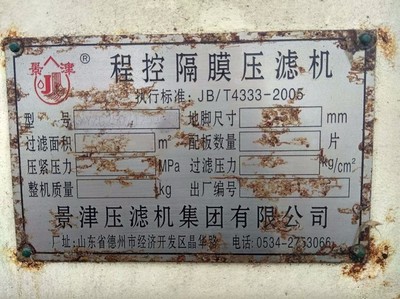 景津 ®
程控隔膜压滤机
执行标准: JB/T4333-2005
型号 地脚尺寸 mm
过滤面积 m² 配板数量 片
压紧压力 MPa 过滤压力 kg/cm²
整机质量 kg 出厂编号
景津压滤机集团有限公司
厂址:山东省德州市经济开发区晶华路 电话:0534-2753066